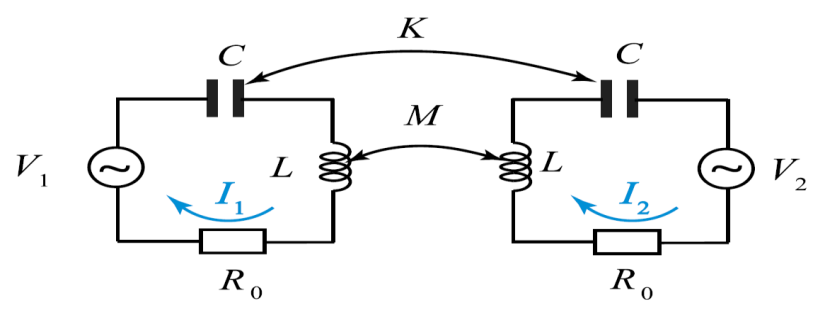 K
C
C
M
V₁
L
L
V₂
I₁
I₂
R₀
R₀